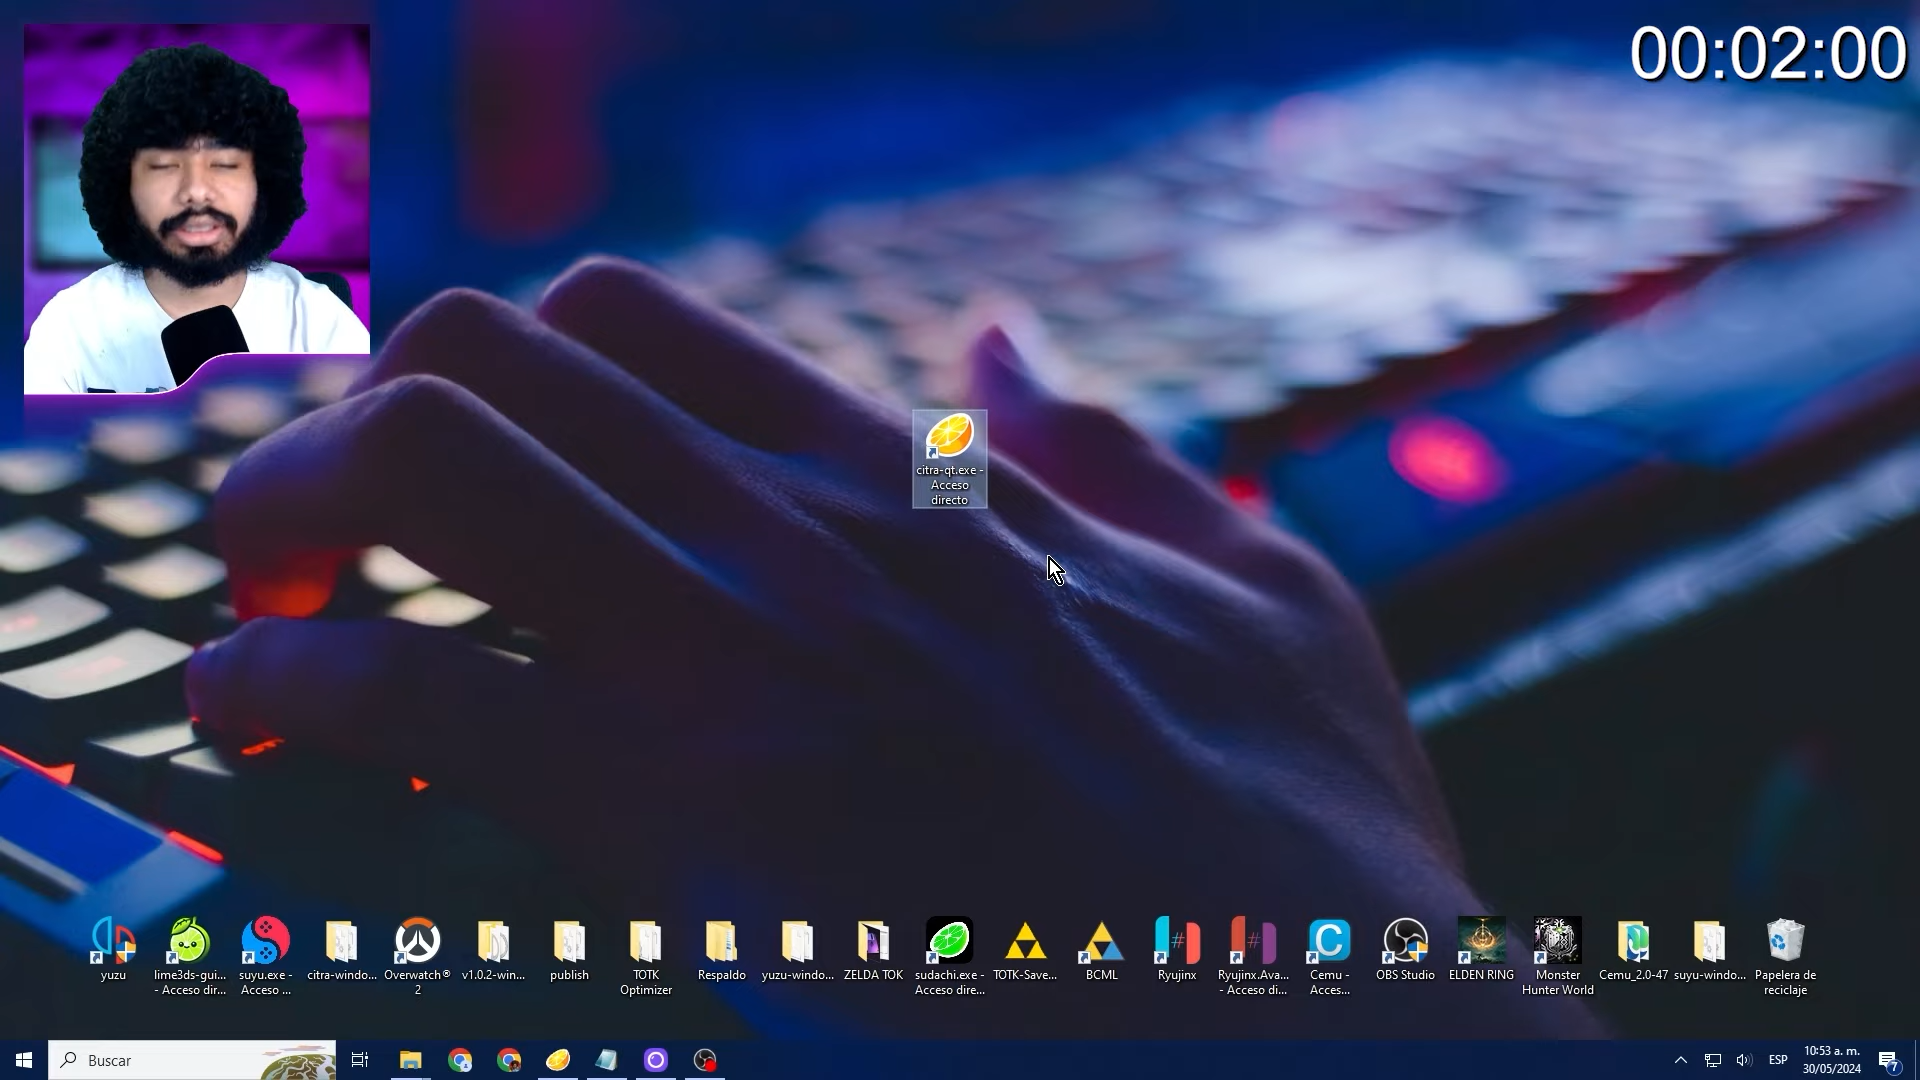 00:02:00
citra-qt.exe -
Acceso
directo
yuzu
lime3ds-gui...
- Acceso dir...
suyu.exe -
Acceso ...
citra-windo...
Overwatch®
2
v1.0.2-win...
publish
TOTK
Optimizer
Respaldo
yuzu-windo...
ZELDA TOK
sudachi.exe -
Acceso dire...
TOTK-Save...
BCML
Ryujinx
Ryujinx.Ava...
- Acceso di...
Cemu -
Acces...
OBS Studio
ELDEN RING
Monster
Hunter World
Cemu_2.0-47
suyu-windo...
Papelera de
reciclaje
Buscar
ESP
10:53 a. m.
30/05/2024
7